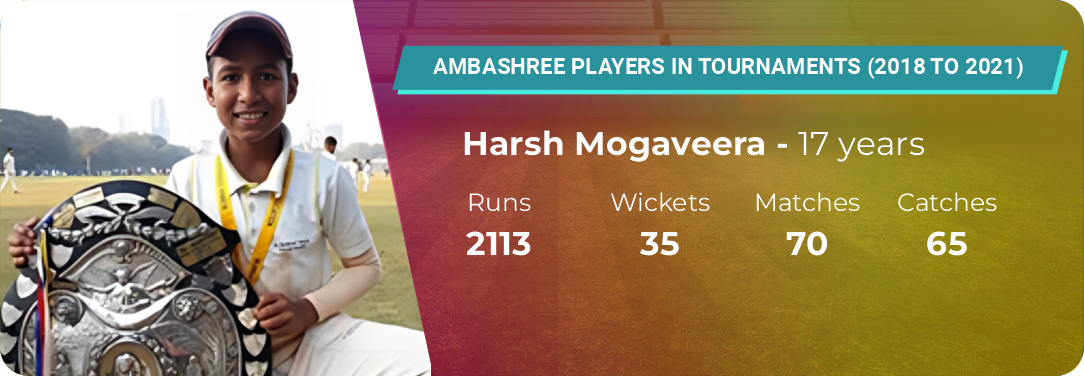 AMBASHREE PLAYERS IN TOURNAMENTS (2018 TO 2021)
Harsh Mogaveera - 17 years
Runs Wickets Matches Catches
2113 35 70 65